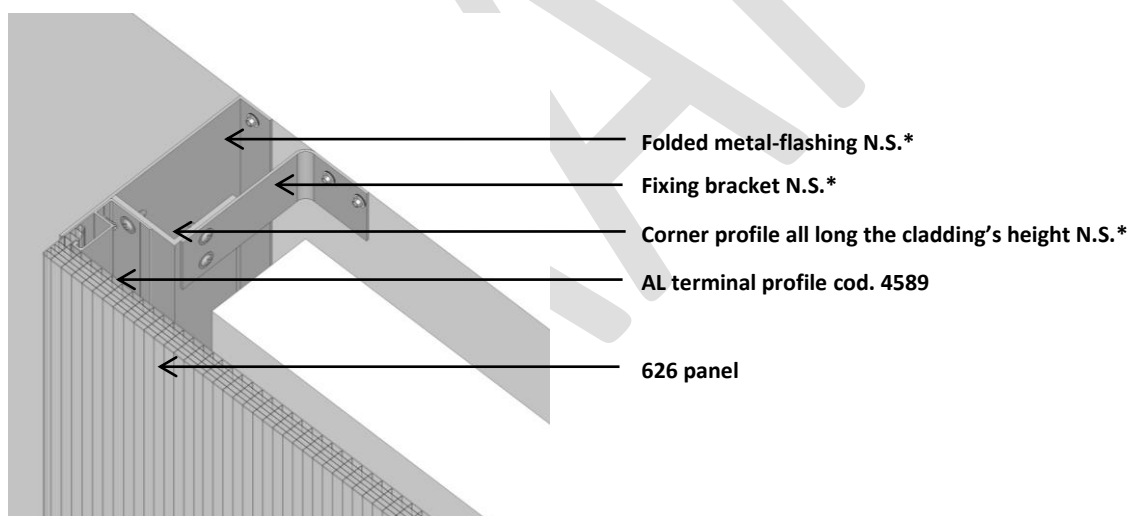 Folded metal-flashing N.S.*
Fixing bracket N.S.*
Corner profile all long the cladding’s height N.S.*
AL terminal profile cod. 4589
626 panel